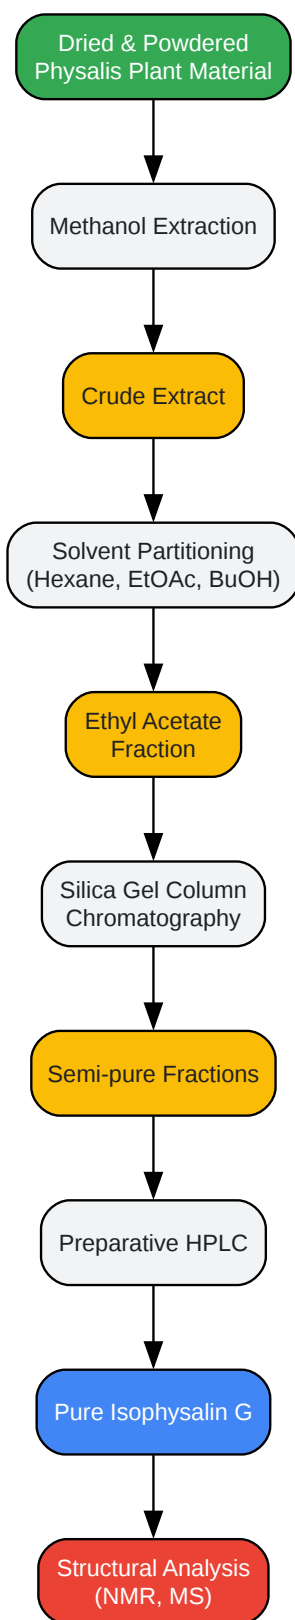 Dried & Powdered
Physalis Plant Material
Methanol Extraction
Crude Extract
Solvent Partitioning
(Hexane, EtOAc, BuOH)
Ethyl Acetate
Fraction
Silica Gel Column
Chromatography
Semi-pure Fractions
Preparative HPLC
Pure Isophysalin G
Structural Analysis
(NMR, MS)